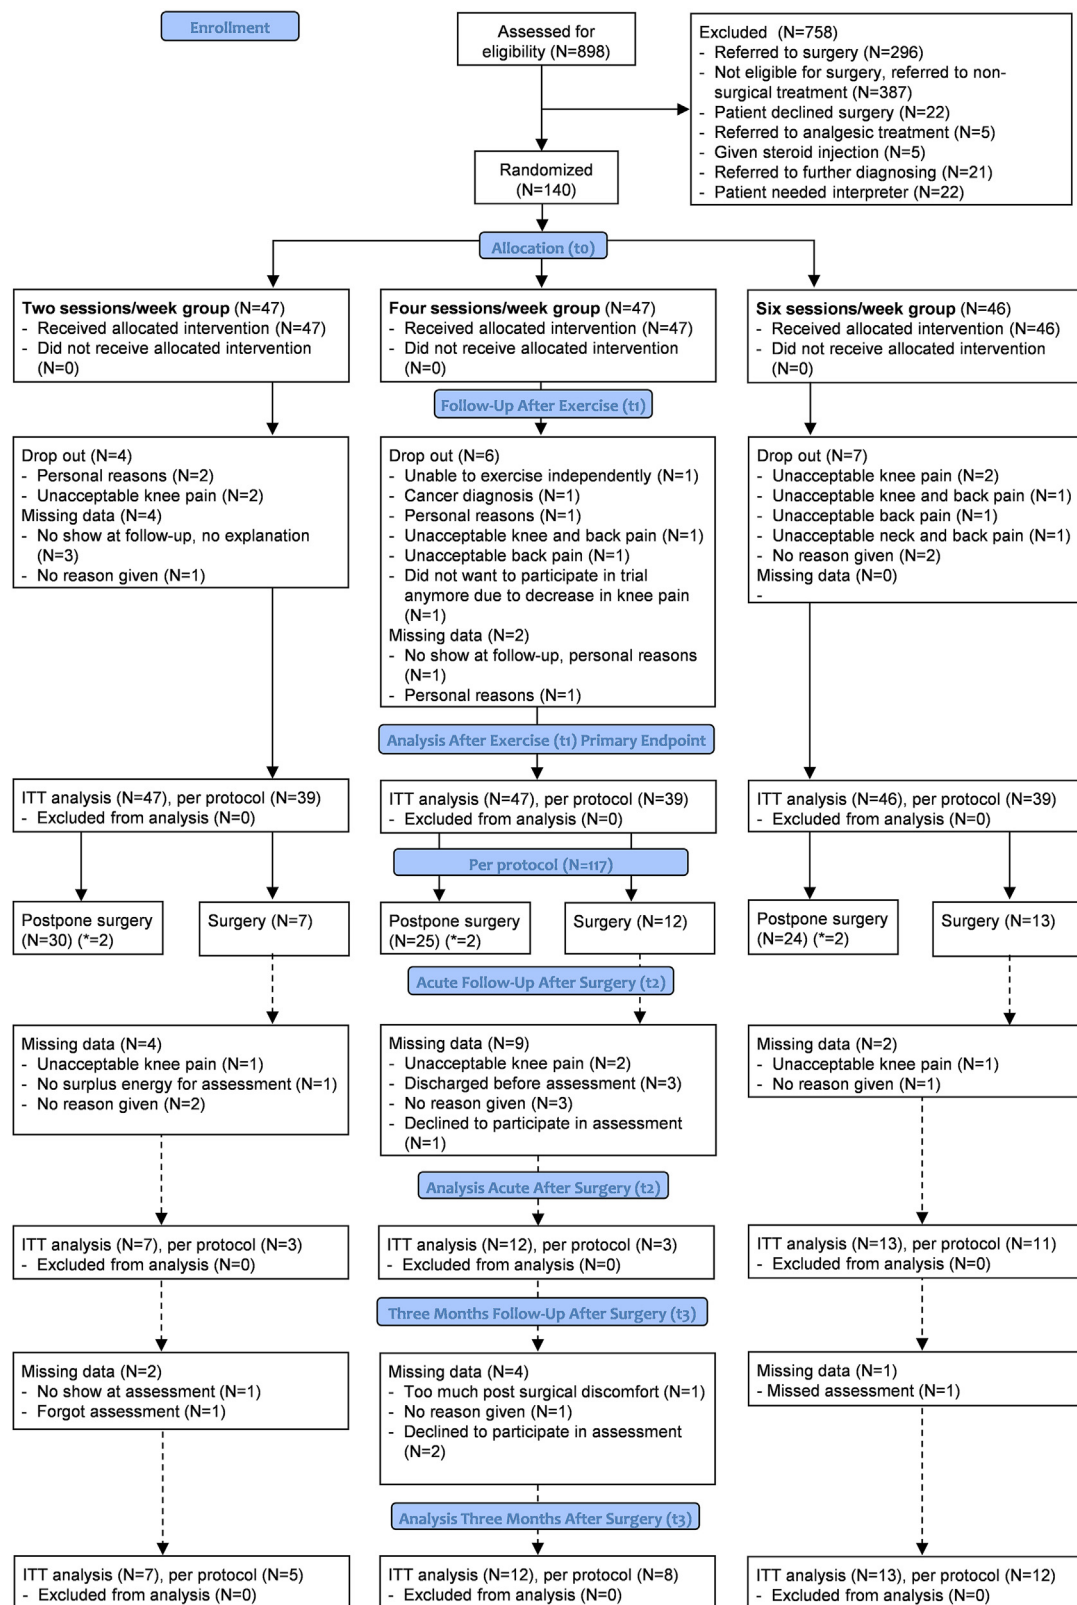 Enrollment
Assessed for
eligibility (N=898)
Excluded  (N=758)
- Referred to surgery (N=296)
- Not eligible for surgery, referred to non-
surgical treatment (N=387)
- Patient declined surgery (N=22)
- Referred to analgesic treatment (N=5)
- Given steroid injection (N=5)
- Referred to further diagnosing (N=21)
- Patient needed interpreter (N=22)
Randomized
(N=140)
Allocation (t0)
Two sessions/week group (N=47)
- Received allocated intervention (N=47)
- Did not receive allocated intervention
(N=0)
Four sessions/week group (N=47)
- Received allocated intervention (N=47)
- Did not receive allocated intervention
(N=0)
Six sessions/week group (N=46)
- Received allocated intervention (N=46)
- Did not receive allocated intervention
(N=0)
Follow-Up After Exercise (t1)
Drop out (N=4)
- Personal reasons (N=2)
- Unacceptable knee pain (N=2)
Missing data (N=4)
- No show at follow-up, no explanation
(N=3)
- No reason given (N=1)
Drop out (N=6)
- Unable to exercise independently (N=1)
- Cancer diagnosis (N=1)
- Personal reasons (N=1)
- Unacceptable knee and back pain (N=1)
- Unacceptable back pain (N=1)
- Did not want to participate in trial
anymore due to decrease in knee pain
(N=1)
Missing data (N=2)
- No show at follow-up, personal reasons
(N=1)
- Personal reasons (N=1)
Drop out (N=7)
- Unacceptable knee pain (N=2)
- Unacceptable knee and back pain (N=1)
- Unacceptable back pain (N=1)
- Unacceptable neck and back pain (N=1)
- No reason given (N=2)
Missing data (N=0)
-
Analysis After Exercise (t1) Primary Endpoint
ITT analysis (N=47), per protocol (N=39)
- Excluded from analysis (N=0)
ITT analysis (N=47), per protocol (N=39)
- Excluded from analysis (N=0)
ITT analysis (N=46), per protocol (N=39)
- Excluded from analysis (N=0)
Per protocol (N=117)
Postpone surgery
(N=30) (*=2)
Surgery (N=7)
Postpone surgery
(N=25) (*=2)
Surgery (N=12)
Postpone surgery
(N=24) (*=2)
Surgery (N=13)
Acute Follow-Up After Surgery (t2)
Missing data (N=4)
- Unacceptable knee pain (N=1)
- No surplus energy for assessment (N=1)
- No reason given (N=2)
Missing data (N=9)
- Unacceptable knee pain (N=2)
- Discharged before assessment (N=3)
- No reason given (N=3)
- Declined to participate in assessment
(N=1)
Missing data (N=2)
- Unacceptable knee pain (N=1)
- No reason given (N=1)
Analysis Acute After Surgery (t2)
ITT analysis (N=7), per protocol (N=3)
- Excluded from analysis (N=0)
ITT analysis (N=12), per protocol (N=3)
- Excluded from analysis (N=0)
ITT analysis (N=13), per protocol (N=11)
- Excluded from analysis (N=0)
Three Months Follow-Up After Surgery (t3)
Missing data (N=2)
- No show at assessment (N=1)
- Forgot assessment (N=1)
Missing data (N=4)
- Too much post surgical discomfort (N=1)
- No reason given (N=1)
- Declined to participate in assessment
(N=2)
Missing data (N=1)
- Missed assessment (N=1)
Analysis Three Months After Surgery (t3)
ITT analysis (N=7), per protocol (N=5)
- Excluded from analysis (N=0)
ITT analysis (N=12), per protocol (N=8)
- Excluded from analysis (N=0)
ITT analysis (N=13), per protocol (N=12)
- Excluded from analysis (N=0)